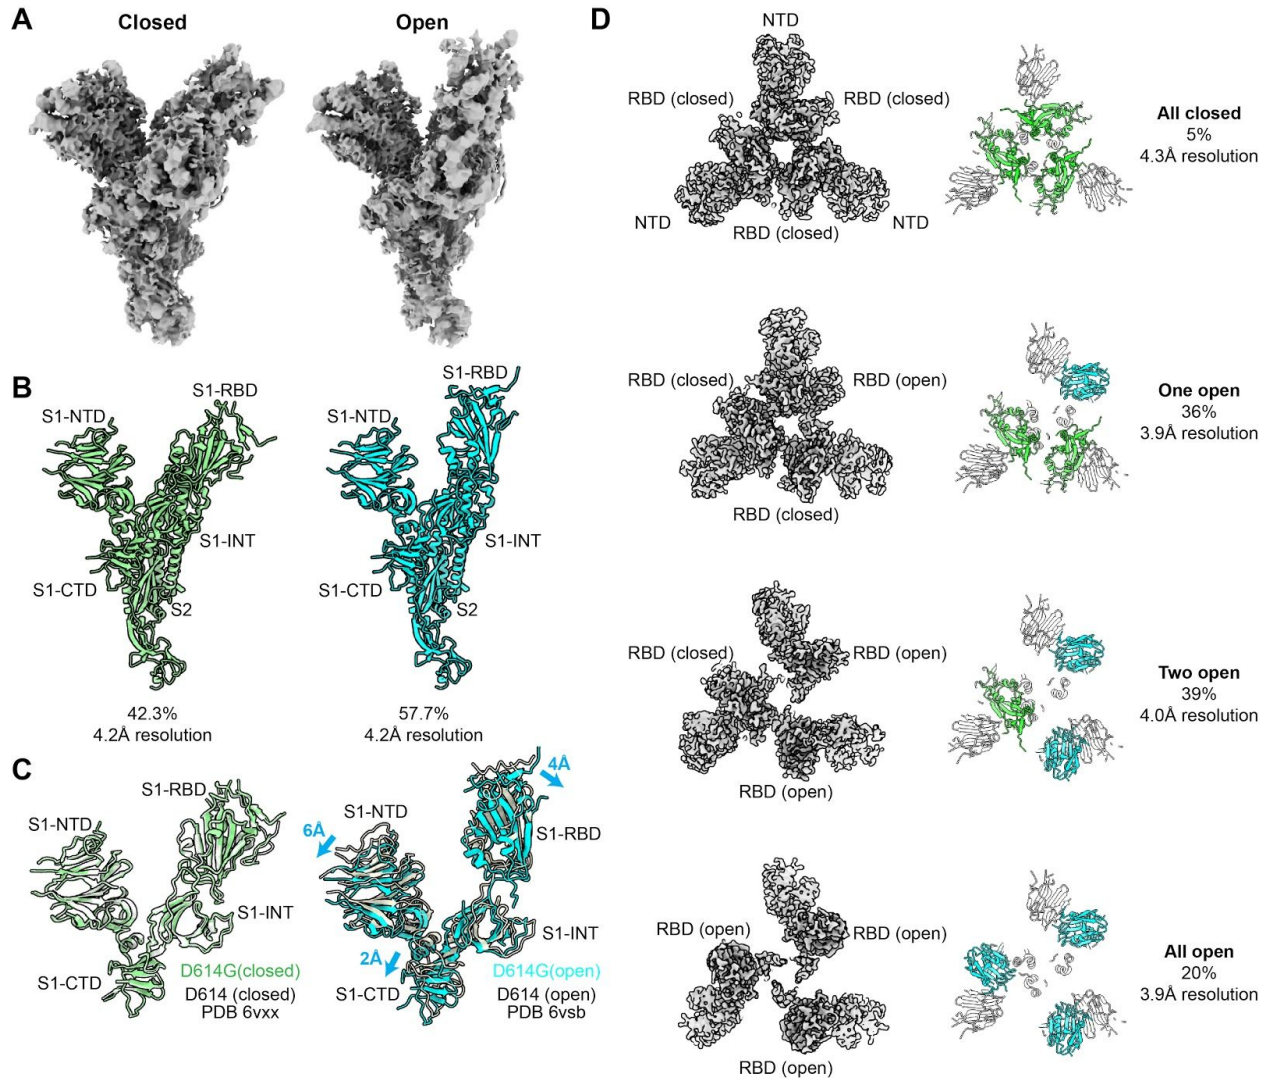 A
Closed
Open
B
S1-RBD
S1-NTD
S1-INT
S1-CTD
S2
42.3%
4.2Å resolution
S1-RBD
S1-NTD
S1-INT
S1-CTD
S2
57.7%
4.2Å resolution
C
S1-RBD
S1-NTD
S1-INT
S1-CTD
D614G(closed)
D614 (closed)
PDB 6vxx
4Å
S1-NTD
6Å
S1-RBD
S1-INT
2Å
S1-CTD
D614G(open)
D614 (open)
PDB 6vsb
D
NTD
RBD (closed)
RBD (closed)
NTD
NTD
RBD (closed)
All closed
5%
4.3Å resolution
RBD (closed)
RBD (open)
RBD (closed)
One open
36%
3.9Å resolution
RBD (closed)
RBD (open)
RBD (open)
Two open
39%
4.0Å resolution
RBD (open)
RBD (open)
RBD (open)
All open
20%
3.9Å resolution